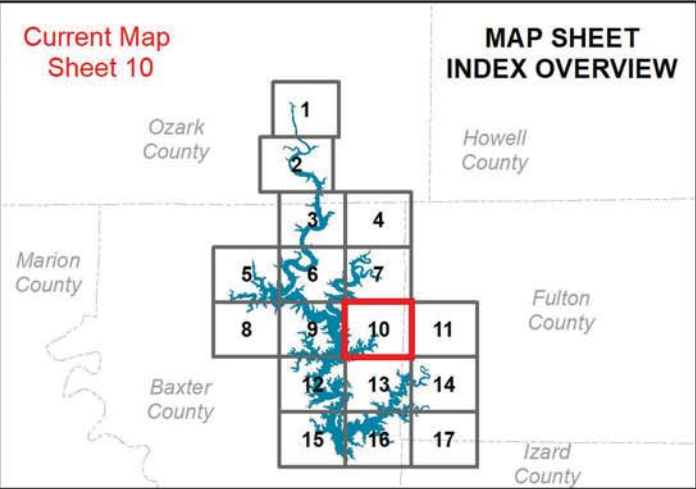 Current Map
Sheet 10
MAP SHEET
INDEX OVERVIEW
Ozark
County
Howell
County
1
2
3
4
Marion
County
5
6
7
Fulton
County
8
9
10
11
Baxter
County
12
13
14
15
16
17
Izard
County